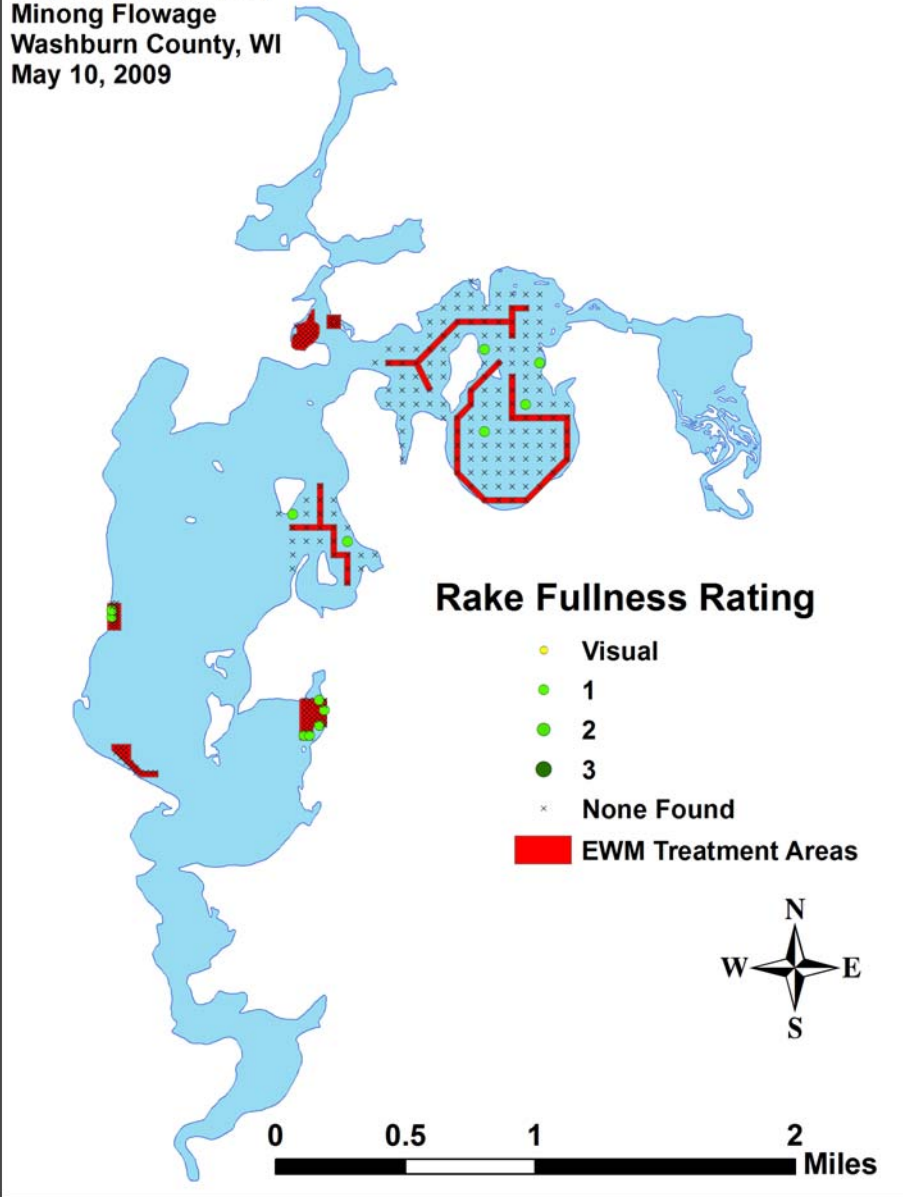 Minong Flowage
Washburn County, WI
May 10, 2009
Rake Fullness Rating
Visual
1
2
3
None Found
EWM Treatment Areas
N
W E
S
0 0.5 1 2
Miles